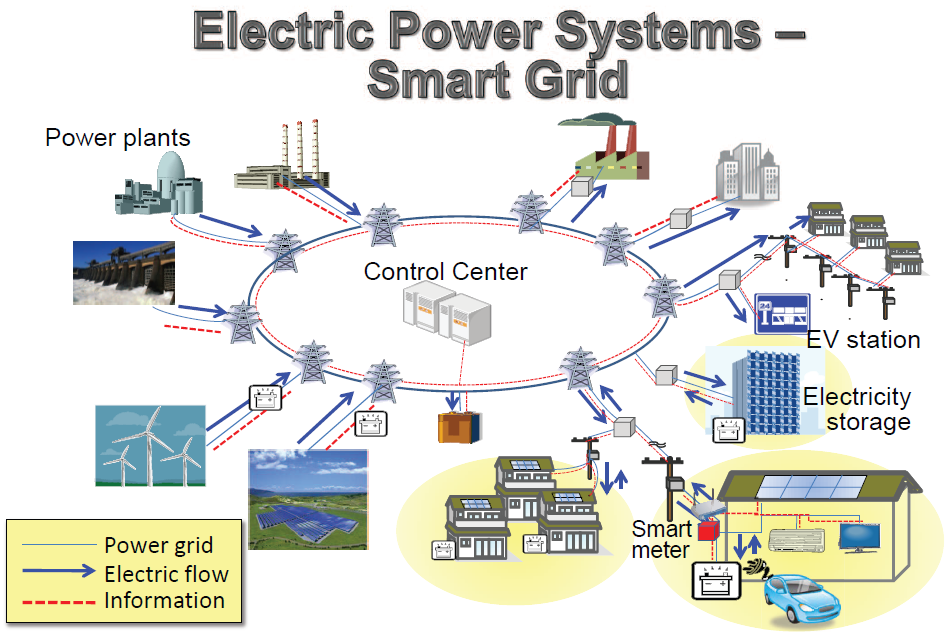 Electric Power Systems –
Smart Grid
Power plants
Control Center
24
EV station
Electricity
storage
Smart
meter
Power grid
Electric flow
Information